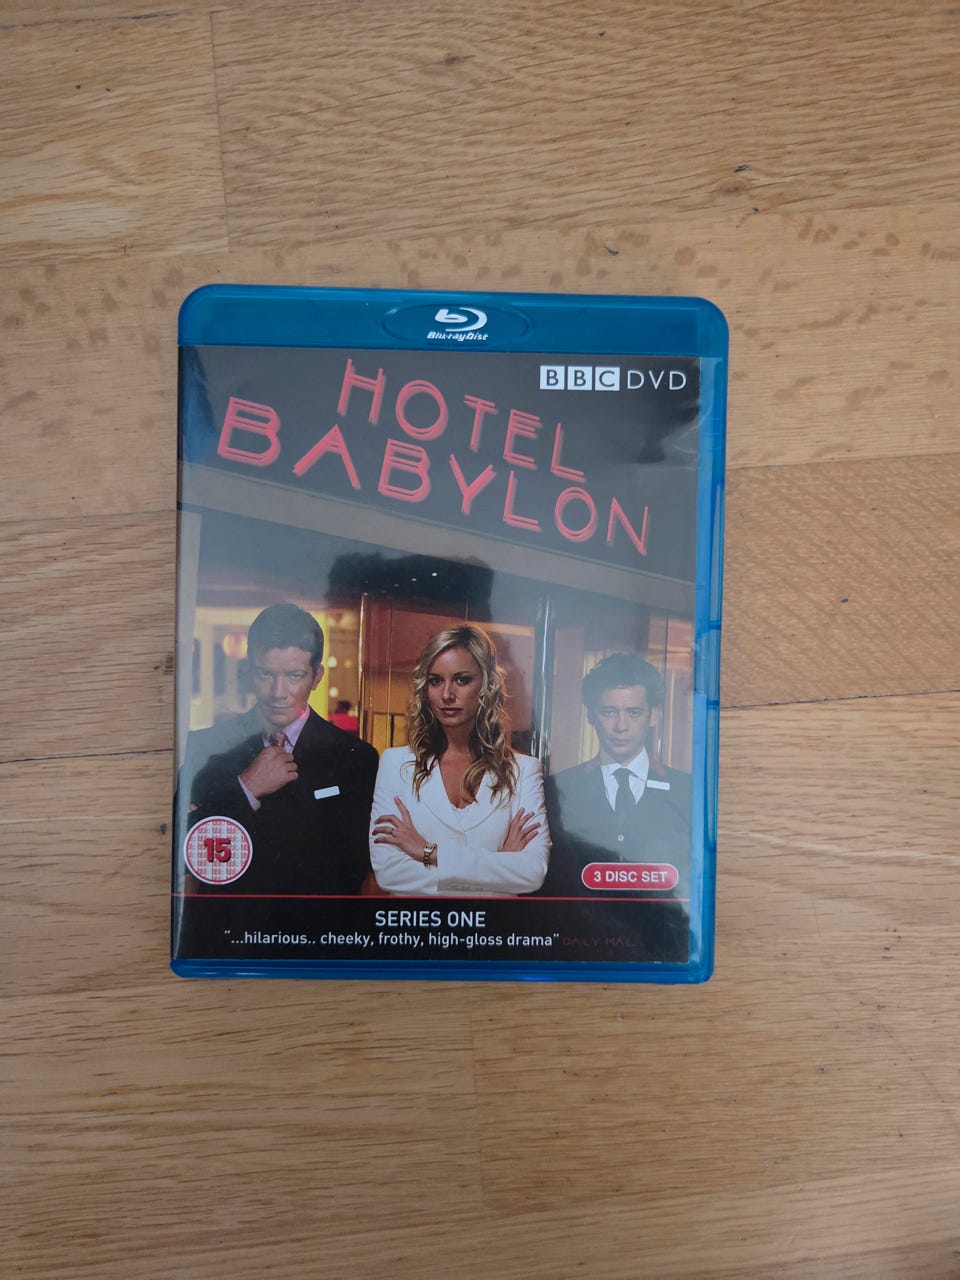 Blu-ray Disc
BBC DVD
HOTEL
BABYLON
15
3 DISC SET
SERIES ONE
"...hilarious.. cheeky, frothy, high-gloss drama" DAILY MAIL